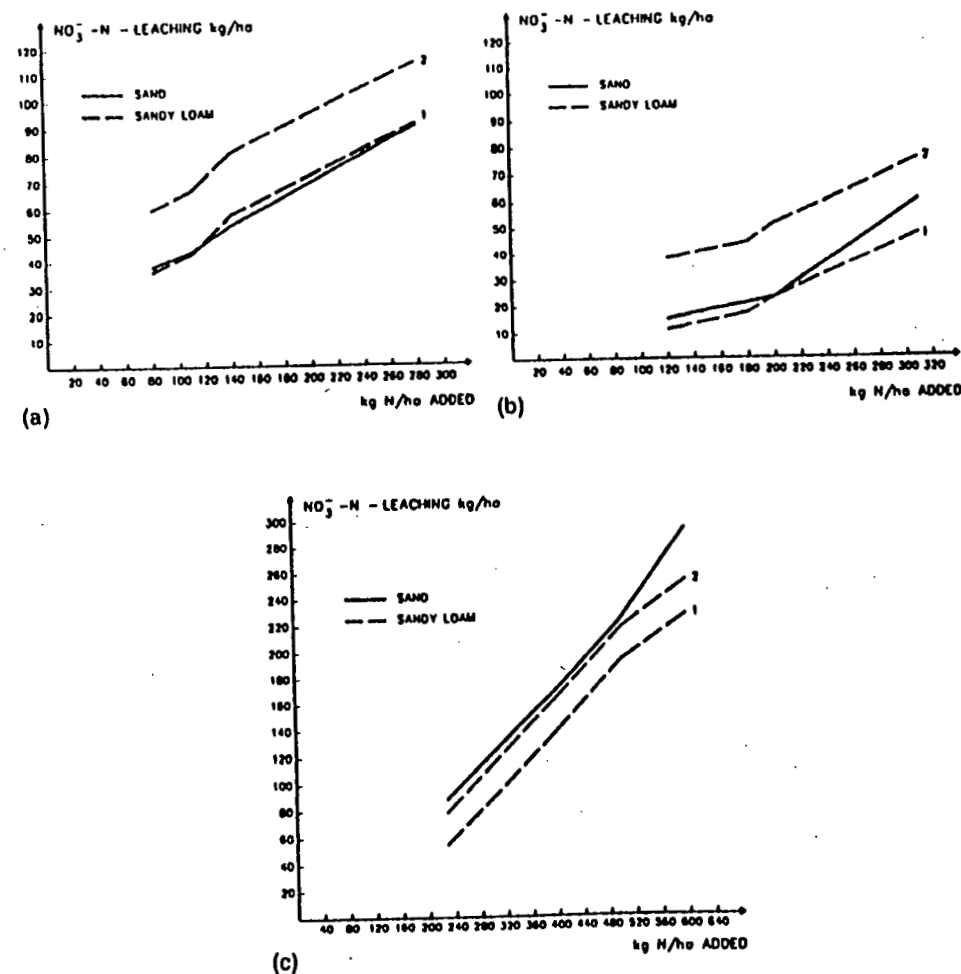 NO₃⁻ -N - LEACHING kg/ha
120
110
100
90
80
70
60
50
40
30
20
10
SAND
SANDY LOAM
2
1
20 40 60 80 100 120 140 160 180 200 220 240 260 280 300
kg N/ha ADDED
(a)
NO₃⁻ -N - LEACHING kg/ha
120
110
100
90
80
70
60
50
40
30
20
10
SAND
SANDY LOAM
2
1
20 40 60 80 100 120 140 160 180 200 220 240 260 280 300 320
kg N/ha ADDED
(b)
NO₃⁻ -N - LEACHING kg/ha
300
280
260
240
220
200
180
160
140
120
100
80
60
40
20
SAND
SANDY LOAM
2
1
40 80 120 160 200 240 280 320 360 400 440 480 520 560 600 640
kg N/ha ADDED
(c)